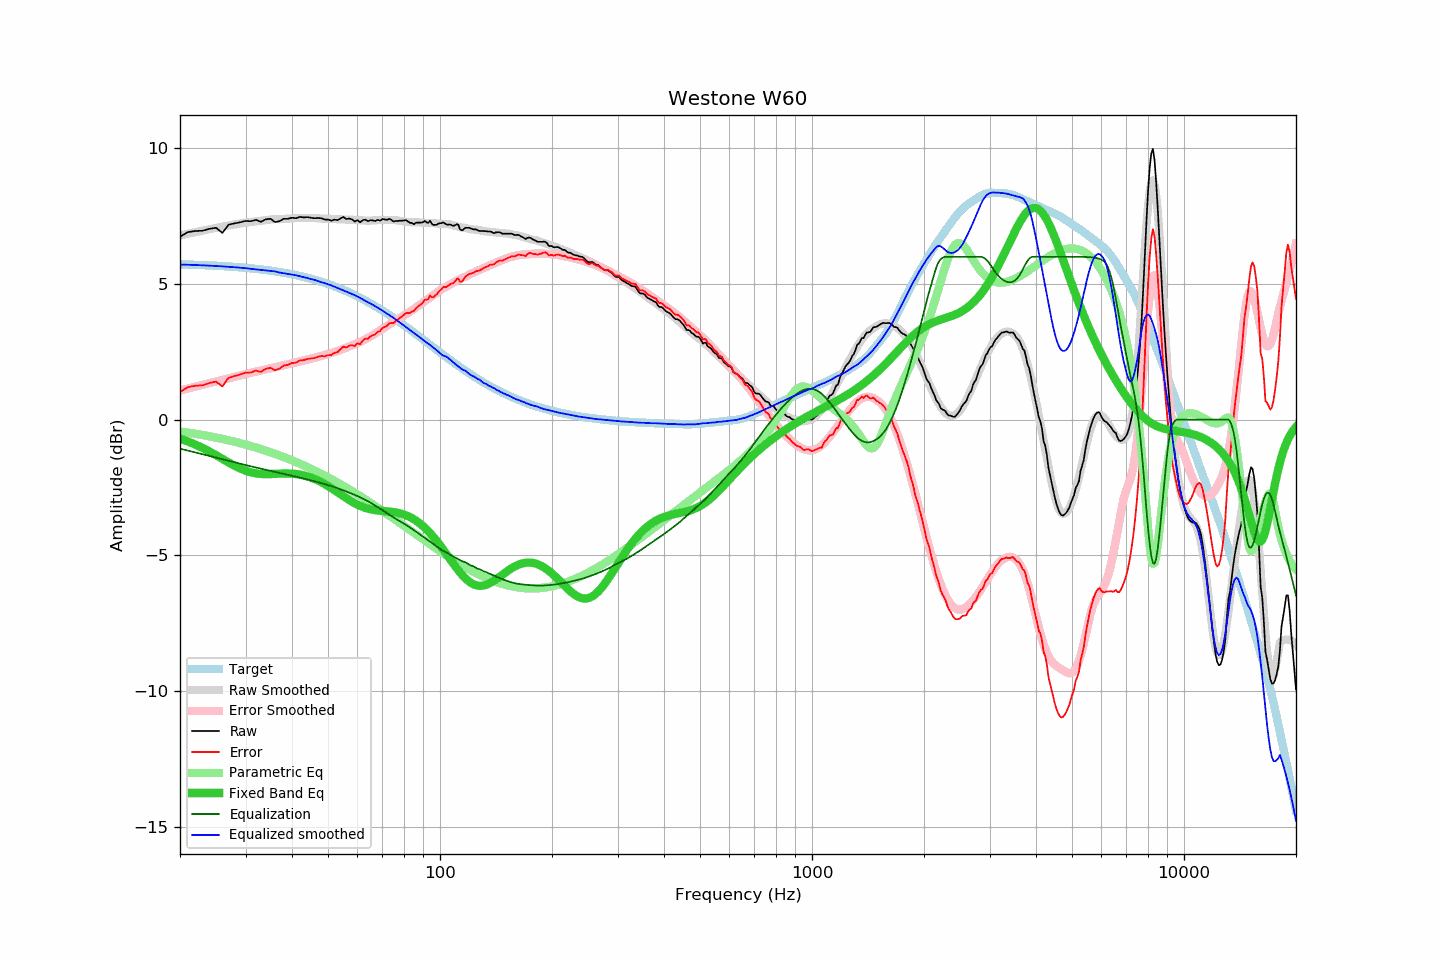 Westone W60
10
5
0
−5
−10
−15
Amplitude (dBr)
Target
Raw Smoothed
Error Smoothed
Raw
Error
Parametric Eq
Fixed Band Eq
Equalization
Equalized smoothed
100
1000
10000
Frequency (Hz)